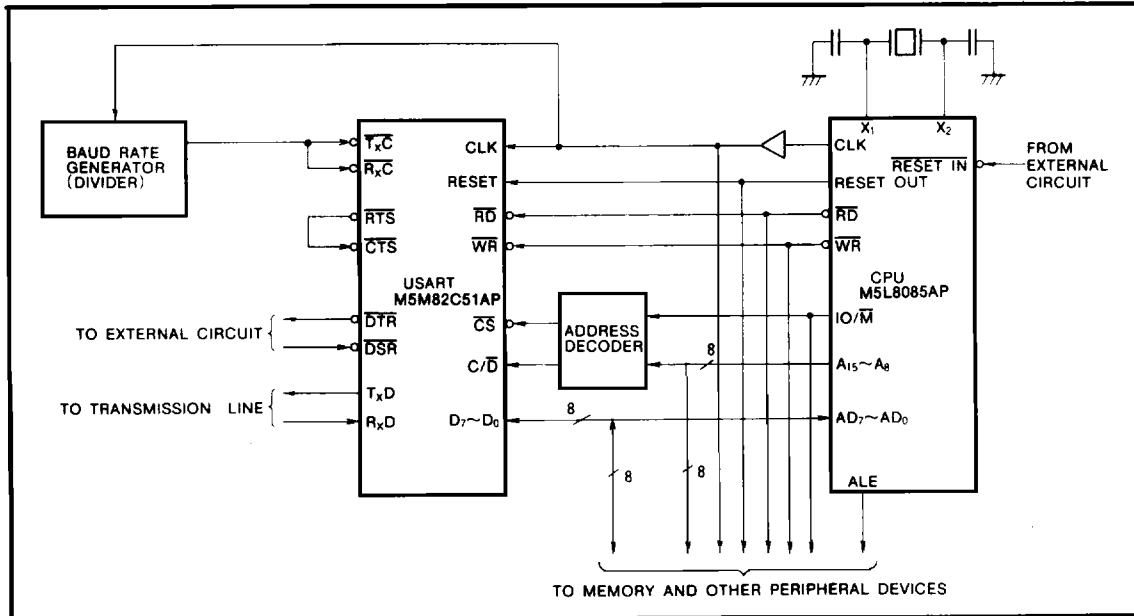 BAUD RATE
GENERATOR
(DIVIDER)
T̅x̅C̅
R̅x̅C̅
R̅T̅S̅
C̅T̅S̅
D̅T̅R̅
D̅S̅R̅
TxD
RxD
TO EXTERNAL CIRCUIT
TO TRANSMISSION LINE
CLK
RESET
R̅D̅
W̅R̅
USART
M5M82C51AP
C̅S̅
C/D̅
D7~D0
ADDRESS
DECODER
8
8
8
8
X1
X2
CLK
R̅E̅S̅E̅T̅ I̅N̅
RESET OUT
R̅D̅
W̅R̅
CPU
M5L8085AP
IO/M̅
A15~A8
AD7~AD0
ALE
FROM
EXTERNAL
CIRCUIT
TO MEMORY AND OTHER PERIPHERAL DEVICES